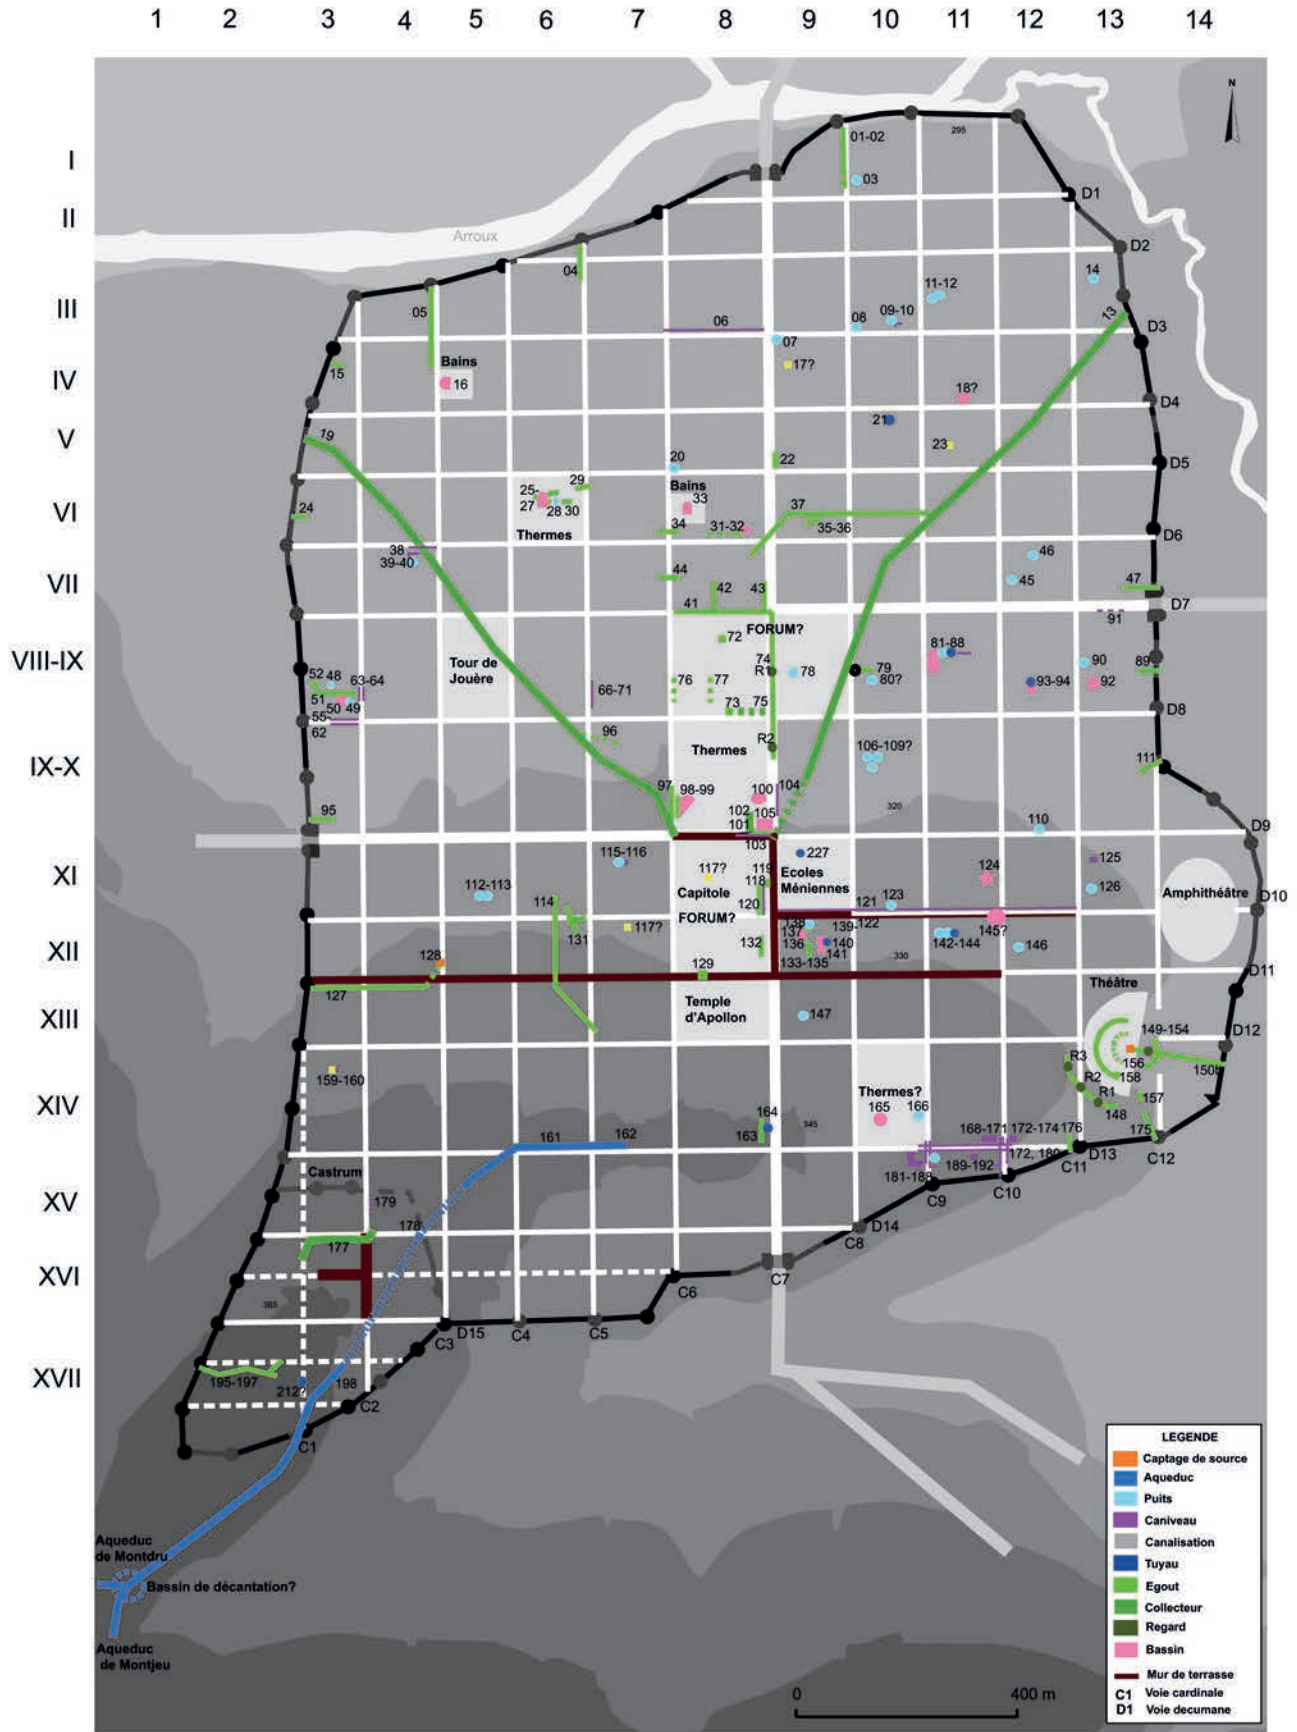 1 2 3 4 5 6 7 8 9 10 11 12 13 14
N
I
01-02
295
03
D1
II
Arroux
D2
04
14
III
05
11-12
09-10
08
06
13
D3
07
Bains
17?
IV
15
16
18?
D4
21
V
19
23
22
20
D5
29
Bains
25-
27
28
30
33
VI
24
37
Thermes
34
31-32
35-36
D6
38
39-40
46
VII
44
42
43
45
47
41
D7
91
FORUM?
72
VIII-IX
Tour de
Jouère
81-88
74
R1
78
79
80?
90
89
52
48
63-64
51
50
49
66-71
76
77
93-94
92
73
75
55
62
D8
96
R2
Thermes
106-109?
IX-X
111
97
98-99
100
104
320
95
102
105
101
110
D9
103
115-116
227
125
XI
117?
119
118
Ecoles
Méniennes
124
112-113
Capitole
126
Amphithéâtre
114
120
121
123
D10
FORUM?
131
117?
138
139-122
137
145?
XII
132
136
140
142-144
146
128
141
133-135
330
129
D11
127
Théâtre
Temple
d'Apollon
XIII
147
149-154
D12
R3
156
158
150b
159-160
R2
R1
Thermes?
157
XIV
165
166
148
164
345
163
168-171
172-174
176
175
161
162
172, 180
D13
C12
C11
Castrum
189-192
181-188
C10
XV
179
C9
178
D14
C8
177
XVI
C7
C6
365
D15
C4
C5
C3
XVII
195-197
212?
198
C2
C1
Aqueduc
de Montdru
Bassin de décantation?
Aqueduc
de Montjeu
LEGENDE
Captage de source
Aqueduc
Puits
Caniveau
Canalisation
Tuyau
Egout
Collecteur
Regard
Bassin
Mur de terrasse
C1 Voie cardinale
D1 Voie decumane
0 400 m